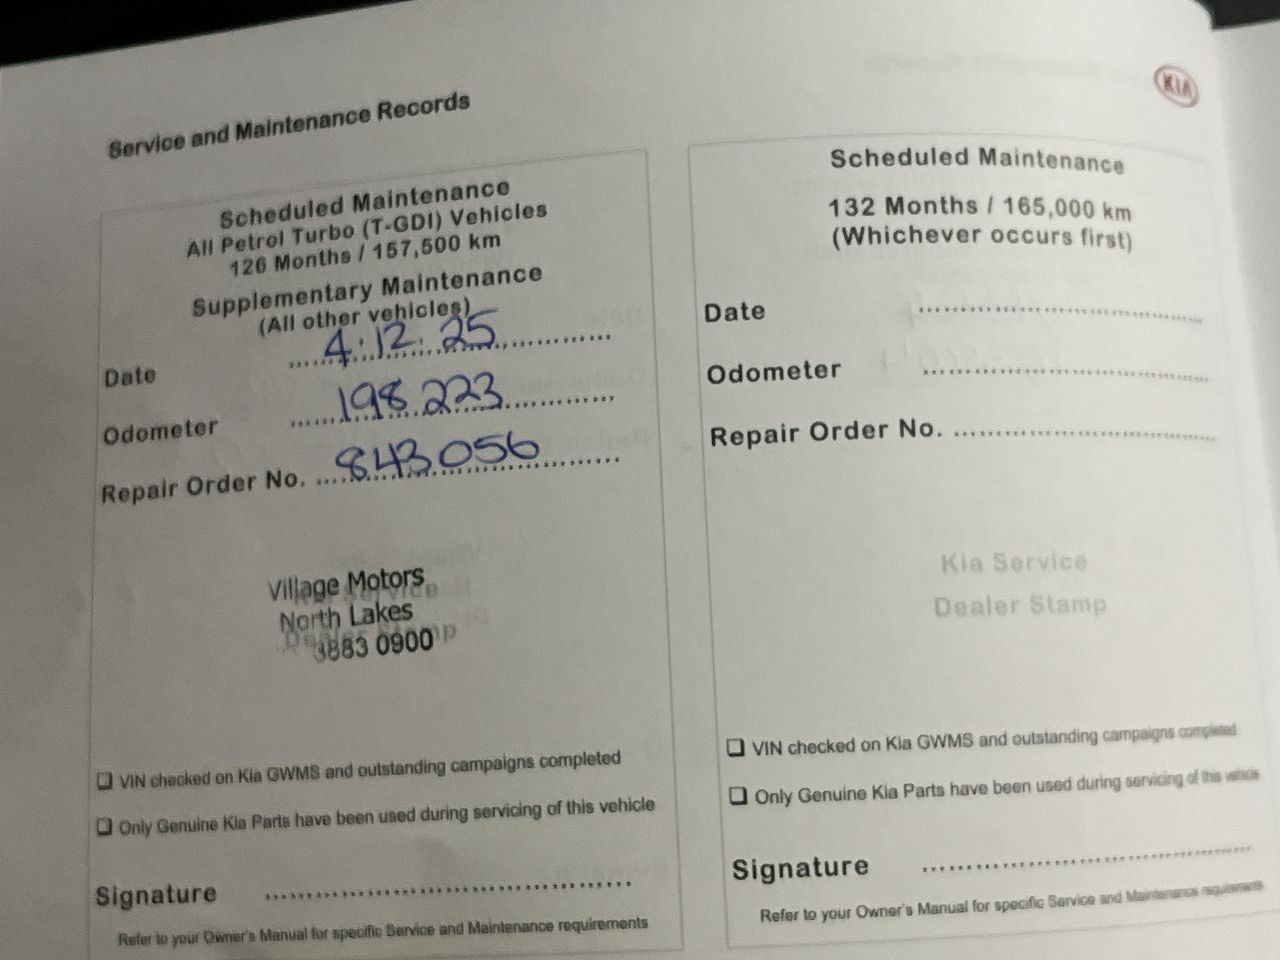 Service and Maintenance Records
KIA
Scheduled Maintenance
All Petrol Turbo (T-GDI) Vehicles
126 Months / 157,500 km
Supplementary Maintenance
(All other vehicles)
Date 4.12.25
Odometer 198 223
Repair Order No. 843056
Village Motors
North Lakes
3883 0900
Dealer Stamp
❑ VIN checked on Kia GWMS and outstanding campaigns completed
❑ Only Genuine Kia Parts have been used during servicing of this vehicle
Signature
Refer to your Owner's Manual for specific Service and Maintenance requirements
Scheduled Maintenance
132 Months / 165,000 km
(Whichever occurs first)
Date
Odometer
Repair Order No.
Kia Service
Dealer Stamp
❑ VIN checked on Kia GWMS and outstanding campaigns completed
❑ Only Genuine Kia Parts have been used during servicing of this vehicle
Signature
Refer to your Owner's Manual for specific Service and Maintenance requirements